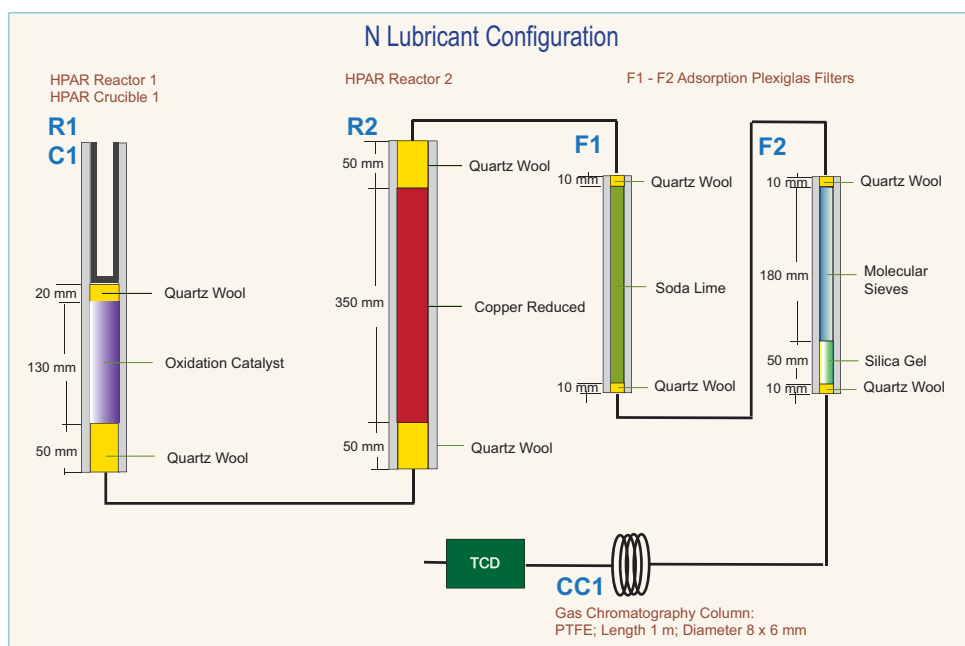 N Lubricant Configuration
HPAR Reactor 1
HPAR Crucible 1
R1
C1
20 mm
130 mm
50 mm
Quartz Wool
Oxidation Catalyst
Quartz Wool
HPAR Reactor 2
R2
50 mm
350 mm
50 mm
Quartz Wool
Copper Reduced
Quartz Wool
F1 - F2 Adsorption Plexiglas Filters
F1
10 mm
10 mm
Quartz Wool
Soda Lime
Quartz Wool
F2
10 mm
180 mm
50 mm
10 mm
Quartz Wool
Molecular
Sieves
Silica Gel
Quartz Wool
TCD
CC1
Gas Chromatography Column:
PTFE; Length 1 m; Diameter 8 x 6 mm